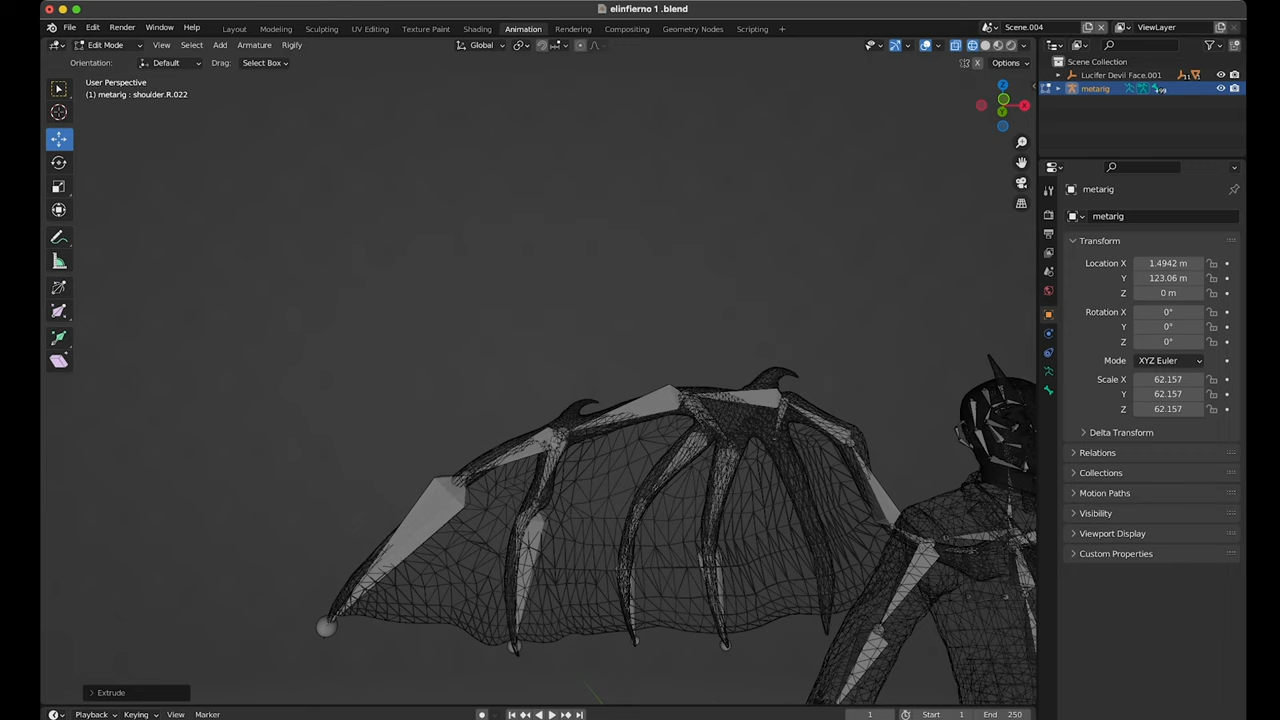 elinfierno 1 .blend
File Edit Render Window Help Layout Modeling Sculpting UV Editing Texture Paint Shading Animation Rendering Compositing Geometry Nodes Scripting + Scene.004 ViewLayer
Edit Mode View Select Add Armature Rigify Global
Orientation: Default Drag: Select Box X Options
User Perspective
(1) metarig : shoulder.R.022
Z
X
Y
Extrude
Playback Keying View Marker 1 Start 1 End 250
Scene Collection
Lucifer Devil Face.001
metarig
metarig
metarig
Transform
Location X 1.4942 m
Y 123.06 m
Z 0 m
Rotation X 0°
Y 0°
Z 0°
Mode XYZ Euler
Scale X 62.157
Y 62.157
Z 62.157
Delta Transform
Relations
Collections
Motion Paths
Visibility
Viewport Display
Custom Properties